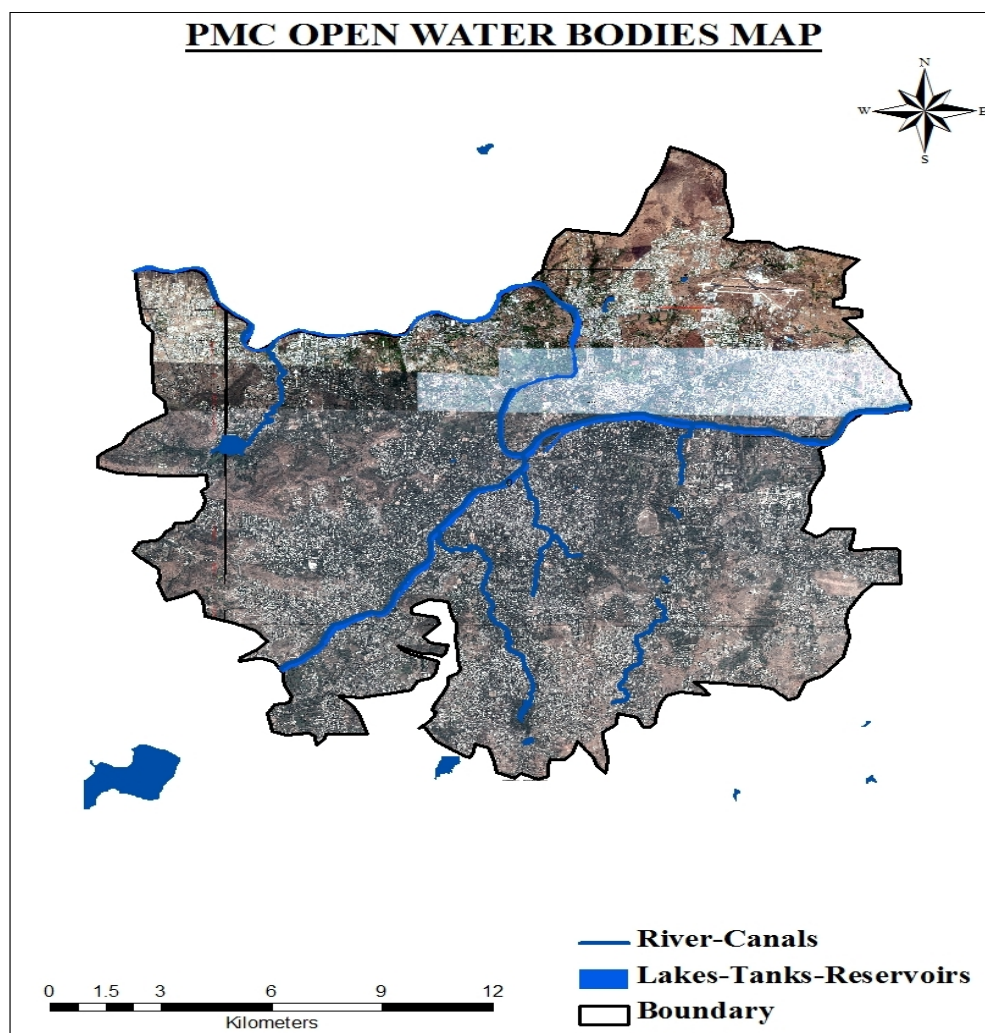 PMC OPEN WATER BODIES MAP
N
W
E
S
River-Canals
Lakes-Tanks-Reservoirs
Boundary
0 1.5 3 6 9 12
Kilometers